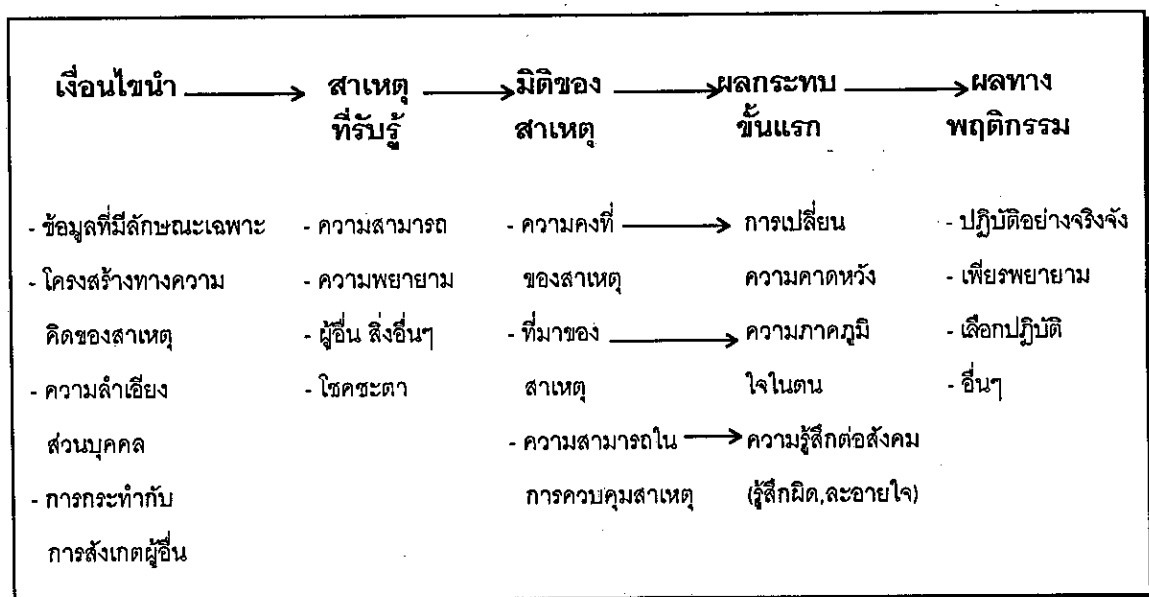 เงื่อนไขนำ สาเหตุ มิติของ ผลกระทบ ผลทาง
ที่รับรู้ สาเหตุ ขั้นแรก พฤติกรรม
- ข้อมูลที่มีลักษณะเฉพาะ - ความสามารถ - ความคงที่ การเปลี่ยน - ปฏิบัติอย่างจริงจัง
- โครงสร้างทางความ - ความพยายาม ของสาเหตุ ความคาดหวัง - เพียรพยายาม
คิดของสาเหตุ - ผู้อื่น สิ่งอื่นๆ - ที่มาของ ความภาคภูมิ - เลือกปฏิบัติ
- ความลำเอียง - โชคชะตา สาเหตุ ใจในตน - อื่นๆ
ส่วนบุคคล - ความสามารถใน ความรู้สึกต่อสังคม
- การกระทำกับ การควบคุมสาเหตุ (รู้สึกผิด,ละอายใจ)
การสังเกตผู้อื่น